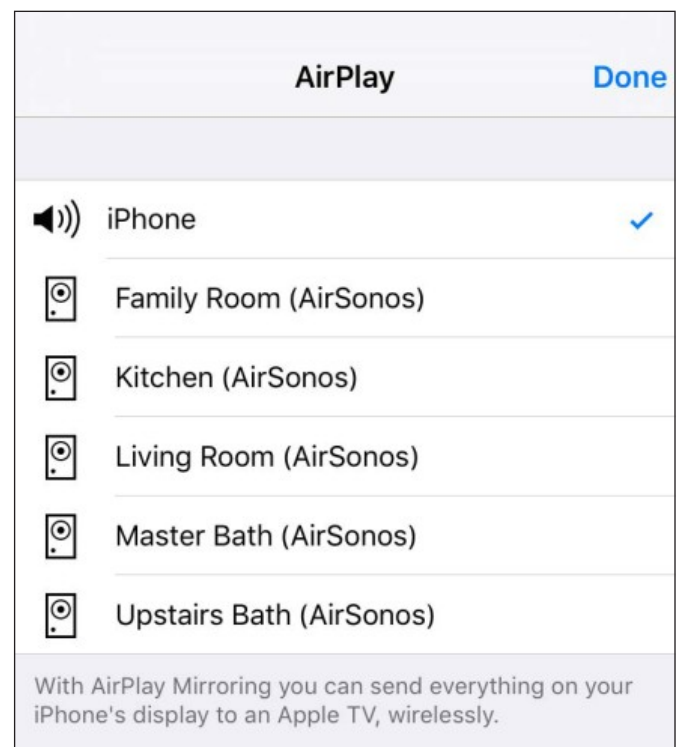 AirPlay Done
iPhone
Family Room (AirSonos)
Kitchen (AirSonos)
Living Room (AirSonos)
Master Bath (AirSonos)
Upstairs Bath (AirSonos)
With AirPlay Mirroring you can send everything on your
iPhone's display to an Apple TV, wirelessly.